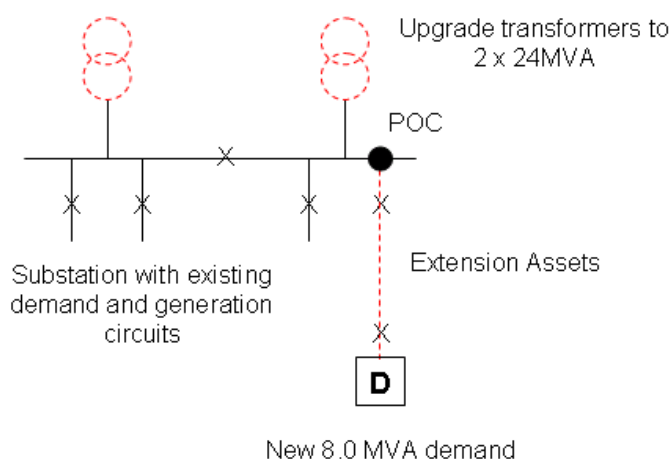 Upgrade transformers to
2 x 24MVA
POC
Extension Assets
Substation with existing
demand and generation
circuits
D
New 8.0 MVA demand